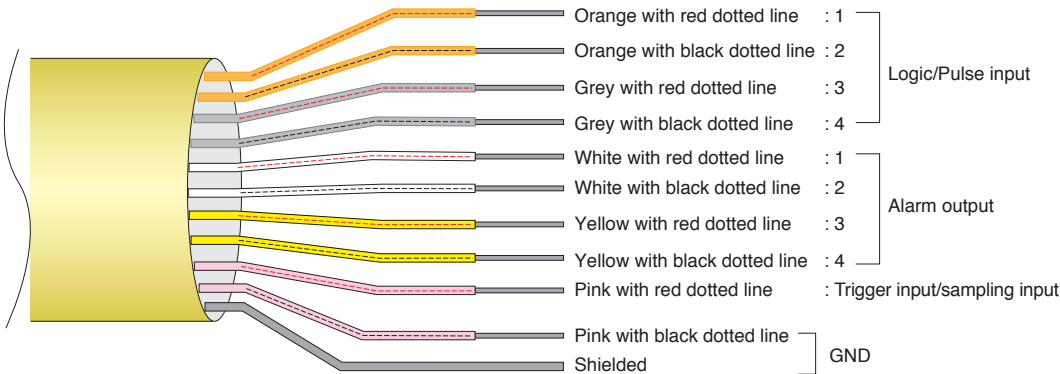 Orange with red dotted line : 1
Orange with black dotted line : 2
Logic/Pulse input
Grey with red dotted line : 3
Grey with black dotted line : 4
White with red dotted line : 1
White with black dotted line : 2
Alarm output
Yellow with red dotted line : 3
Yellow with black dotted line : 4
Pink with red dotted line : Trigger input/sampling input
Pink with black dotted line
GND
Shielded